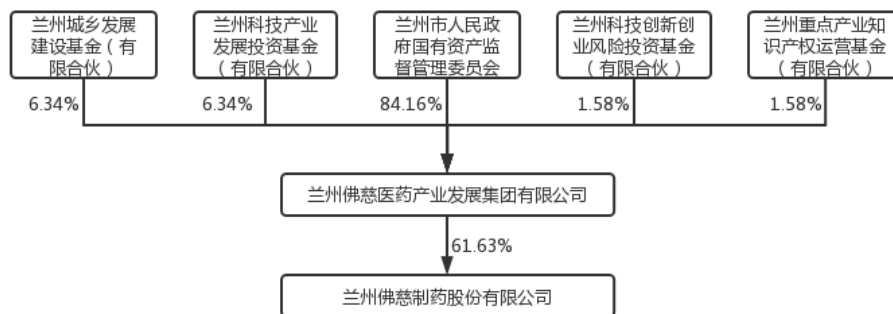 兰州城乡发展
建设基金（有
限合伙）
兰州科技产业
发展投资基金
（有限合伙）
兰州市人民政
府国有资产监
督管理委员会
兰州科技创新创
业风险投资基金
（有限合伙）
兰州重点产业知
识产权运营基金
（有限合伙）
6.34%
6.34%
84.16%
1.58%
1.58%
兰州佛慈医药产业发展集团有限公司
61.63%
兰州佛慈制药股份有限公司